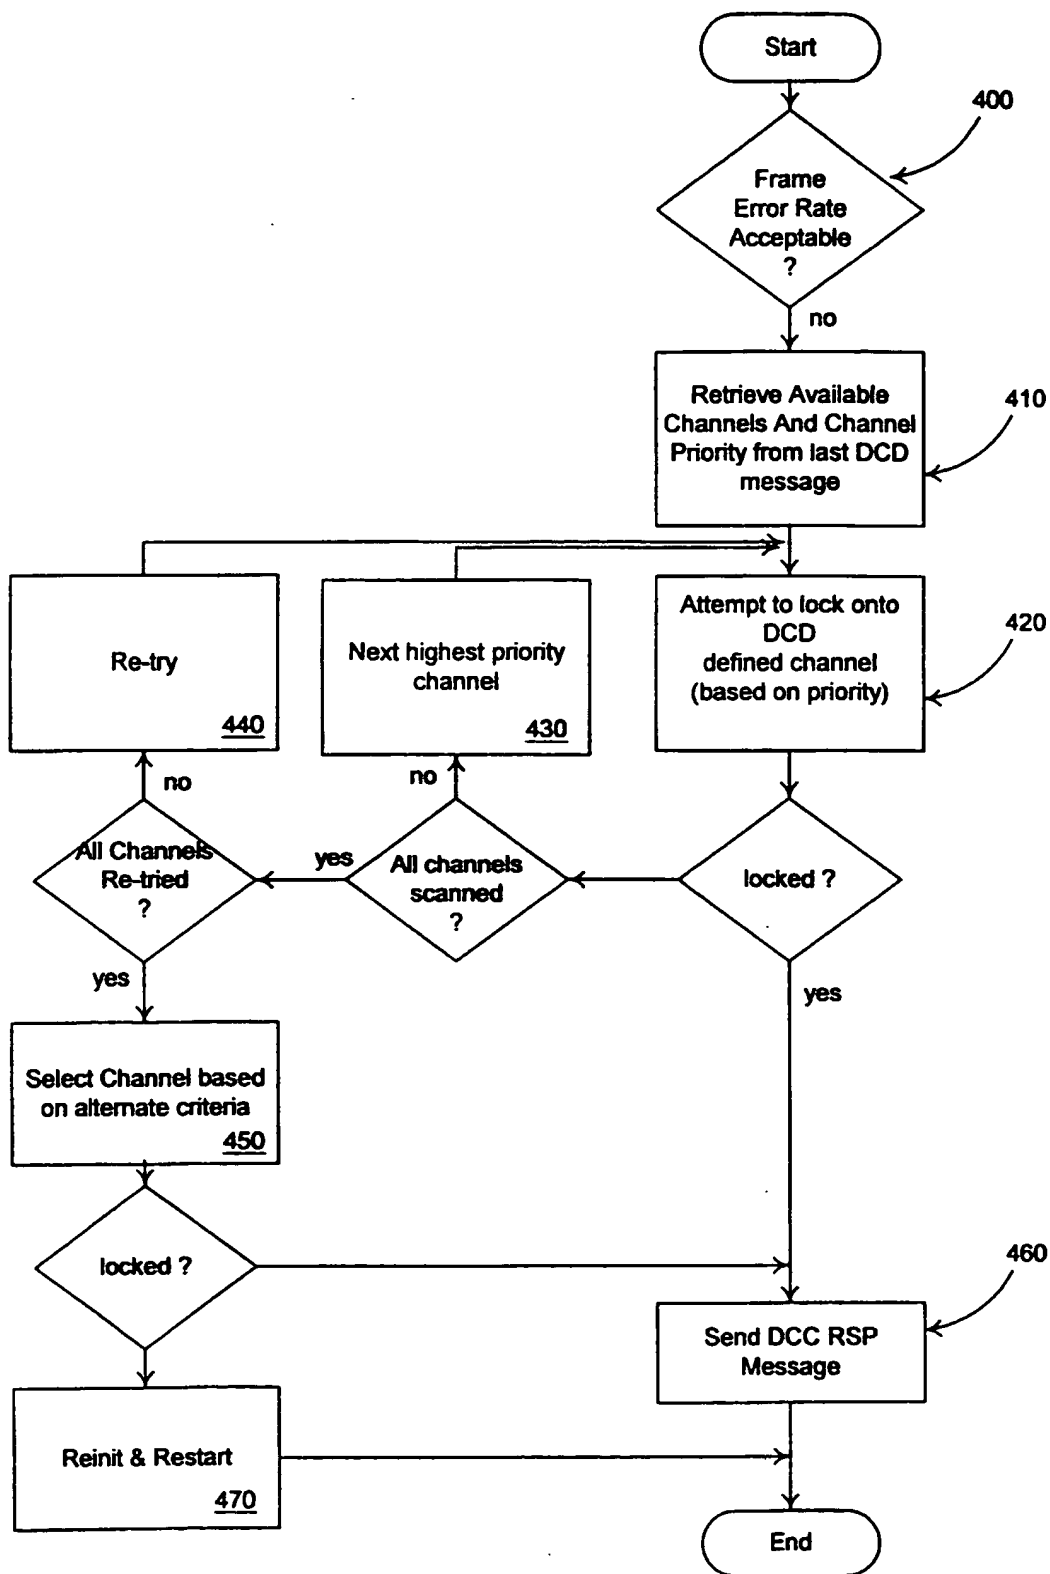 Start
400
Frame
Error Rate
Acceptable
?
no
Retrieve Available
Channels And Channel
Priority from last DCD
message
410
Re-try
440
Next highest priority
channel
430
Attempt to lock onto
DCD
defined channel
(based on priority)
420
no
no
All Channels
Re-tried
?
yes
All channels
scanned
?
locked ?
yes
yes
Select Channel based
on alternate criteria
450
locked ?
460
Send DCC RSP
Message
Reinit & Restart
470
End